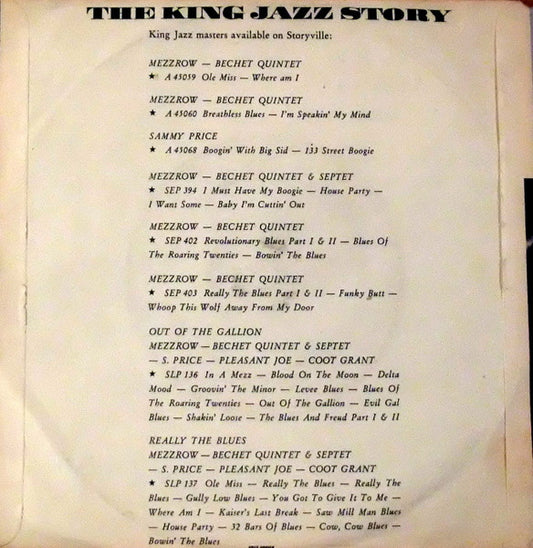 THE KING JAZZ STORY
King Jazz masters available on Storyville:
MEZZROW — BECHET QUINTET
★ A 45059 Ole Miss — Where am I
MEZZROW — BECHET QUINTET
★ A 45060 Breathless Blues — I'm Speakin' My Mind
SAMMY PRICE
★ A 45068 Boogin' With Big Sid — 133 Street Boogie
MEZZROW — BECHET QUINTET & SEPTET
★ SEP 394 I Must Have My Boogie — House Party —
I Want Some — Baby I'm Cuttin' Out
MEZZROW — BECHET QUINTET
★ SEP 402 Revolutionary Blues Part I & II — Blues Of
The Roaring Twenties — Bowin' The Blues
MEZZROW — BECHET QUINTET
★ SEP 403 Really The Blues Part I & II — Funky Butt —
Whoop This Wolf Away From My Door
OUT OF THE GALLION
MEZZROW — BECHET QUINTET & SEPTET
— S. PRICE — PLEASANT JOE — COOT GRANT
★ SLP 136 In A Mezz — Blood On The Moon — Delta
Mood — Groovin' The Minor — Levee Blues — Blues Of
The Roaring Twenties — Out Of The Gallion — Evil Gal
Blues — Shakin' Loose — The Blues And Freud Part I & II
REALLY THE BLUES
MEZZROW — BECHET QUINTET & SEPTET
— S. PRICE — PLEASANT JOE — COOT GRANT
★ SLP 137 Ole Miss — Really The Blues — Really The
Blues — Gully Low Blues — You Got To Give It To Me —
Where Am I — Kaiser's Last Break — Saw Mill Man Blues
— House Party — 32 Bars Of Blues — Cow, Cow Blues —
Bowin' The Blues